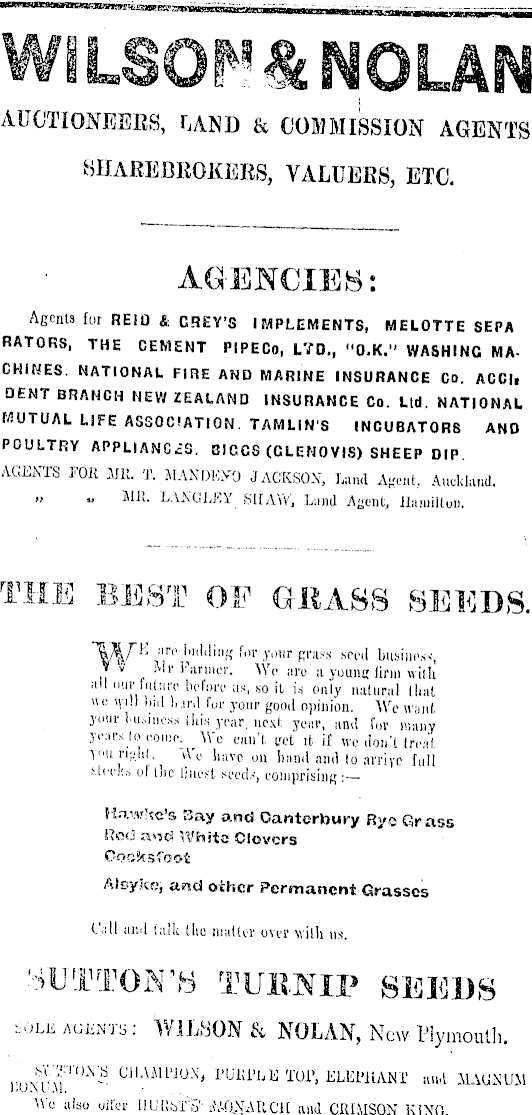 WILSON & NOLAN
AUCTIONEERS, LAND & COMMISSION AGENTS
SHAREBROKERS, VALUERS, ETC.
AGENCIES:
Agents for REID & GREY'S IMPLEMENTS, MELOTTE SEPA
RATORS, THE CEMENT PIPE Co, LTD., "O.K." WASHING MA-
CHINES. NATIONAL FIRE AND MARINE INSURANCE Co. ACCI-
DENT BRANCH NEW ZEALAND INSURANCE Co. Ltd. NATIONAL
MUTUAL LIFE ASSOCIATION. TAMLIN'S INCUBATORS AND
POULTRY APPLIANCES. BIGGS (GLENOVIS) SHEEP DIP.
AGENTS FOR MR. T. MANDENO JACKSON, Land Agent, Auckland.
„ „ MR. LANGLEY SHAW, Land Agent, Hamilton.
THE BEST OF GRASS SEEDS.
WE are bidding for your grass seed business,
Mr Farmer. We are a young firm with
all our future before us, so it is only natural that
we will bid hard for your good opinion. We want
your business this year, next year, and for many
years to come. We can't get it if we don't treat
you right. We have on hand and to arrive full
stocks of the finest seeds, comprising:—
Hawke's Bay and Canterbury Rye Grass
Red and White Clovers
Cocksfoot
Alsyke, and other Permanent Grasses
Call and talk the matter over with us.
SUTTON'S TURNIP SEEDS
SOLE AGENTS: WILSON & NOLAN, New Plymouth.
SUTTON'S CHAMPION, PURPLE TOP, ELEPHANT and MAGNUM
BONUM.
We also offer HURST'S MONARCH and CRIMSON KING.